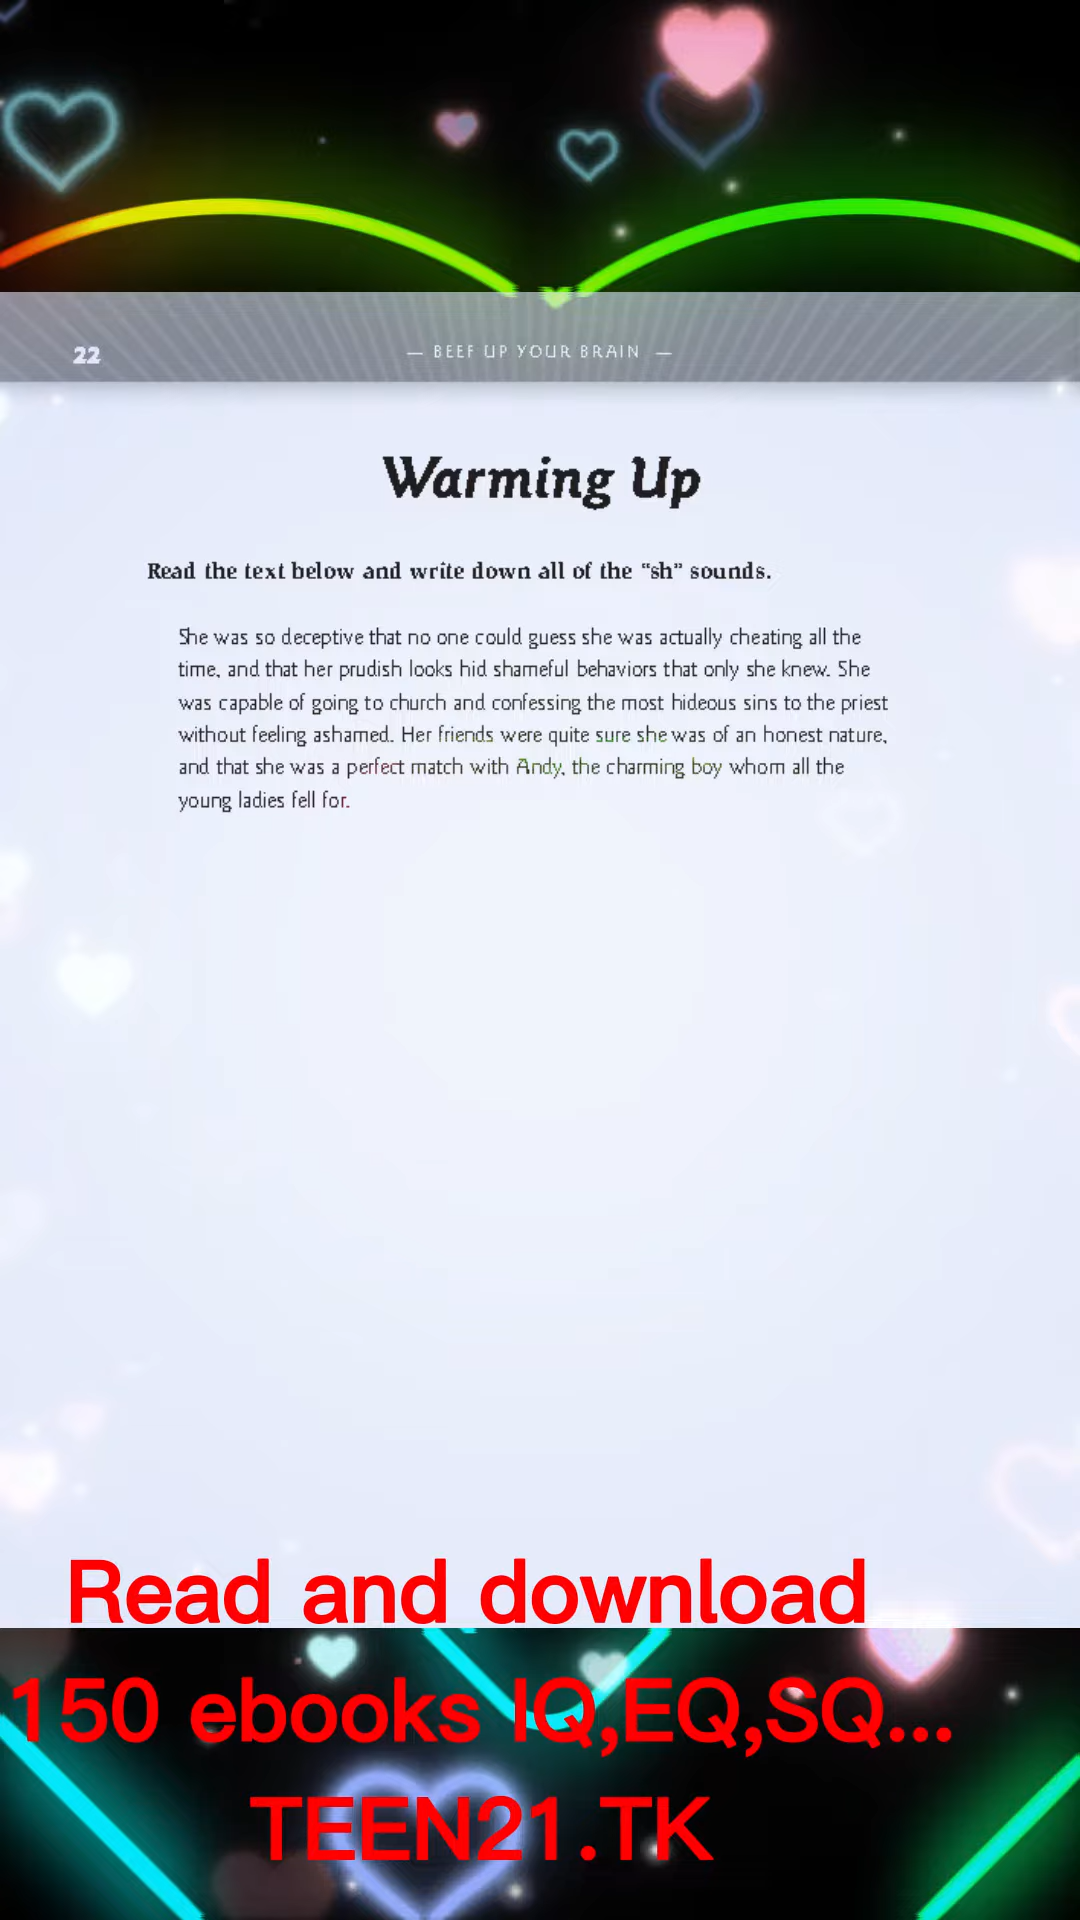 22
— BEEF UP YOUR BRAIN —
Warming Up
Read the text below and write down all of the "sh" sounds.
She was so deceptive that no one could guess she was actually cheating all the
time, and that her prudish looks hid shameful behaviors that only she knew. She
was capable of going to church and confessing the most hideous sins to the priest
without feeling ashamed. Her friends were quite sure she was of an honest nature,
and that she was a perfect match with Andy, the charming boy whom all the
young ladies fell for.
Read and download
150 ebooks IQ,EQ,SQ...
TEEN21.TK